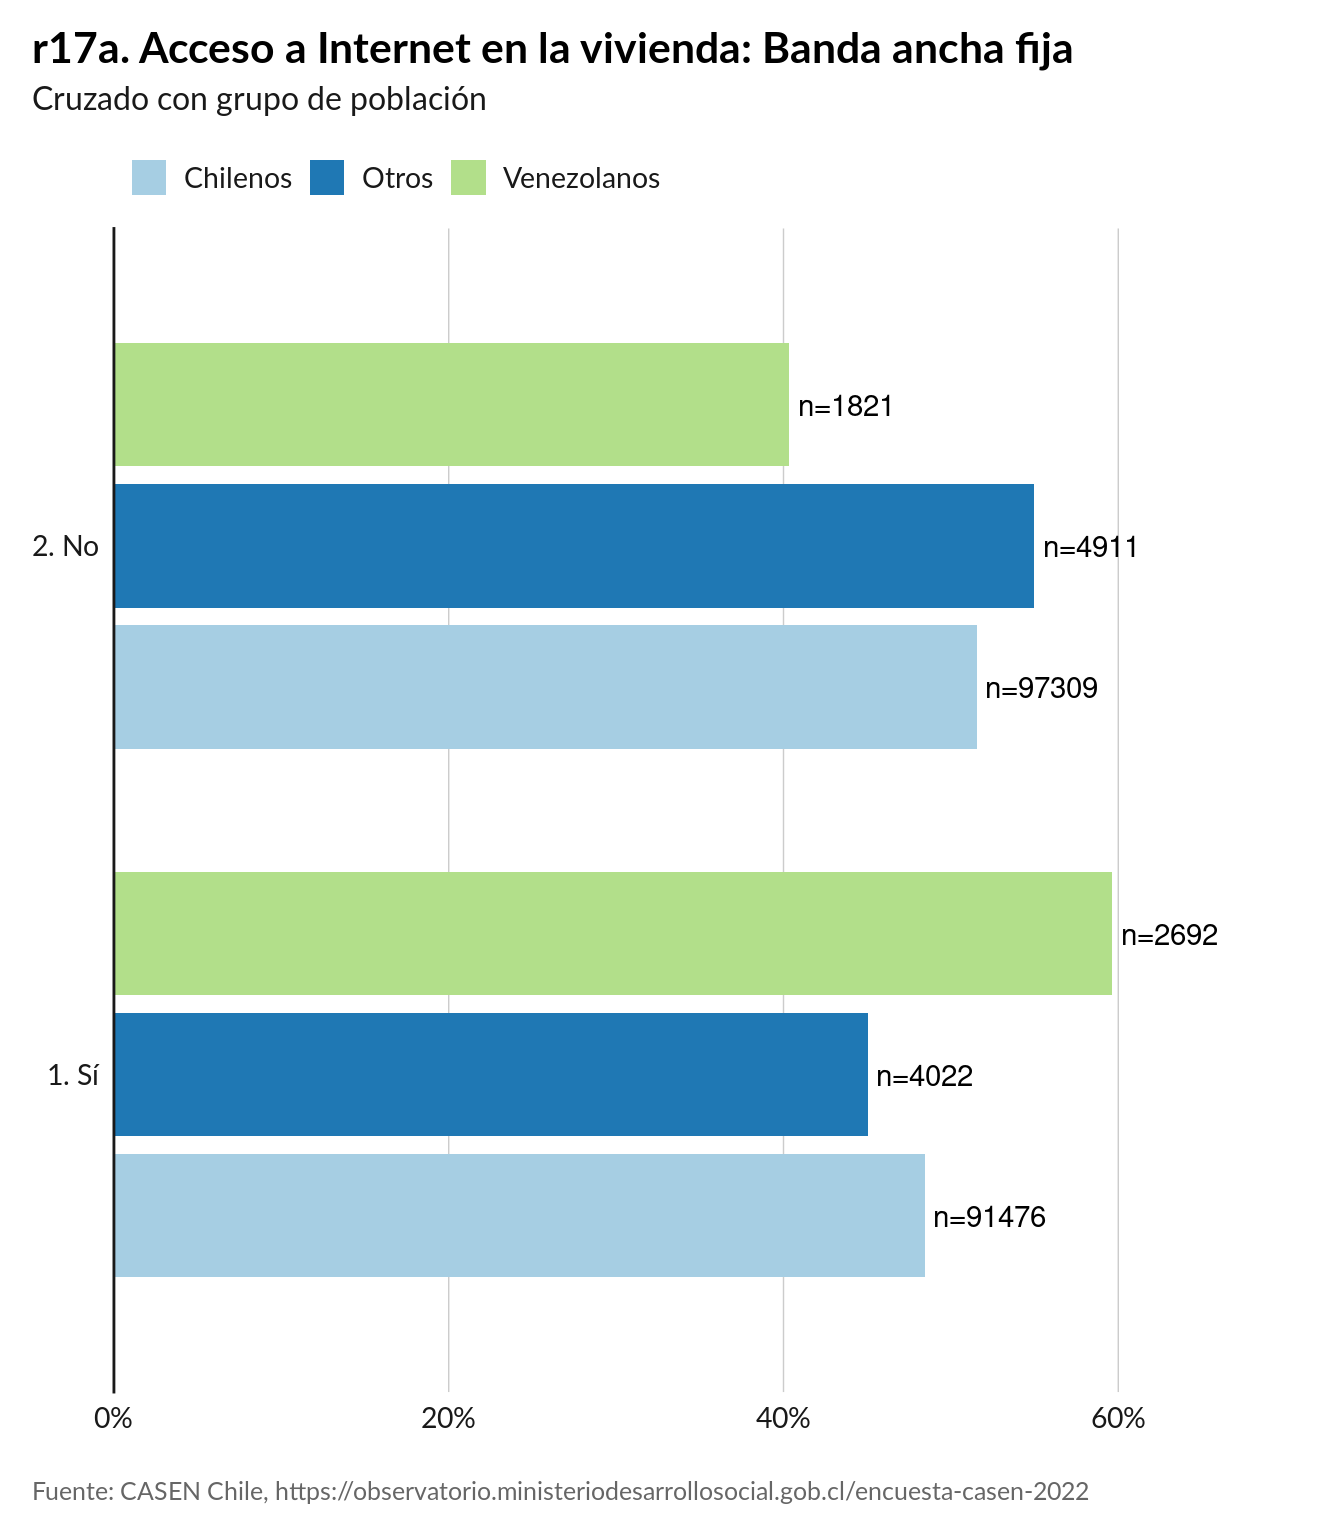 r17a. Acceso a Internet en la vivienda: Banda ancha fija
Cruzado con grupo de población
Chilenos Otros Venezolanos
n=1821
2. No n=4911
n=97309
n=2692
1. Sí n=4022
n=91476
0% 20% 40% 60%
Fuente: CASEN Chile, https://observatorio.ministeriodesarrollosocial.gob.cl/encuesta-casen-2022